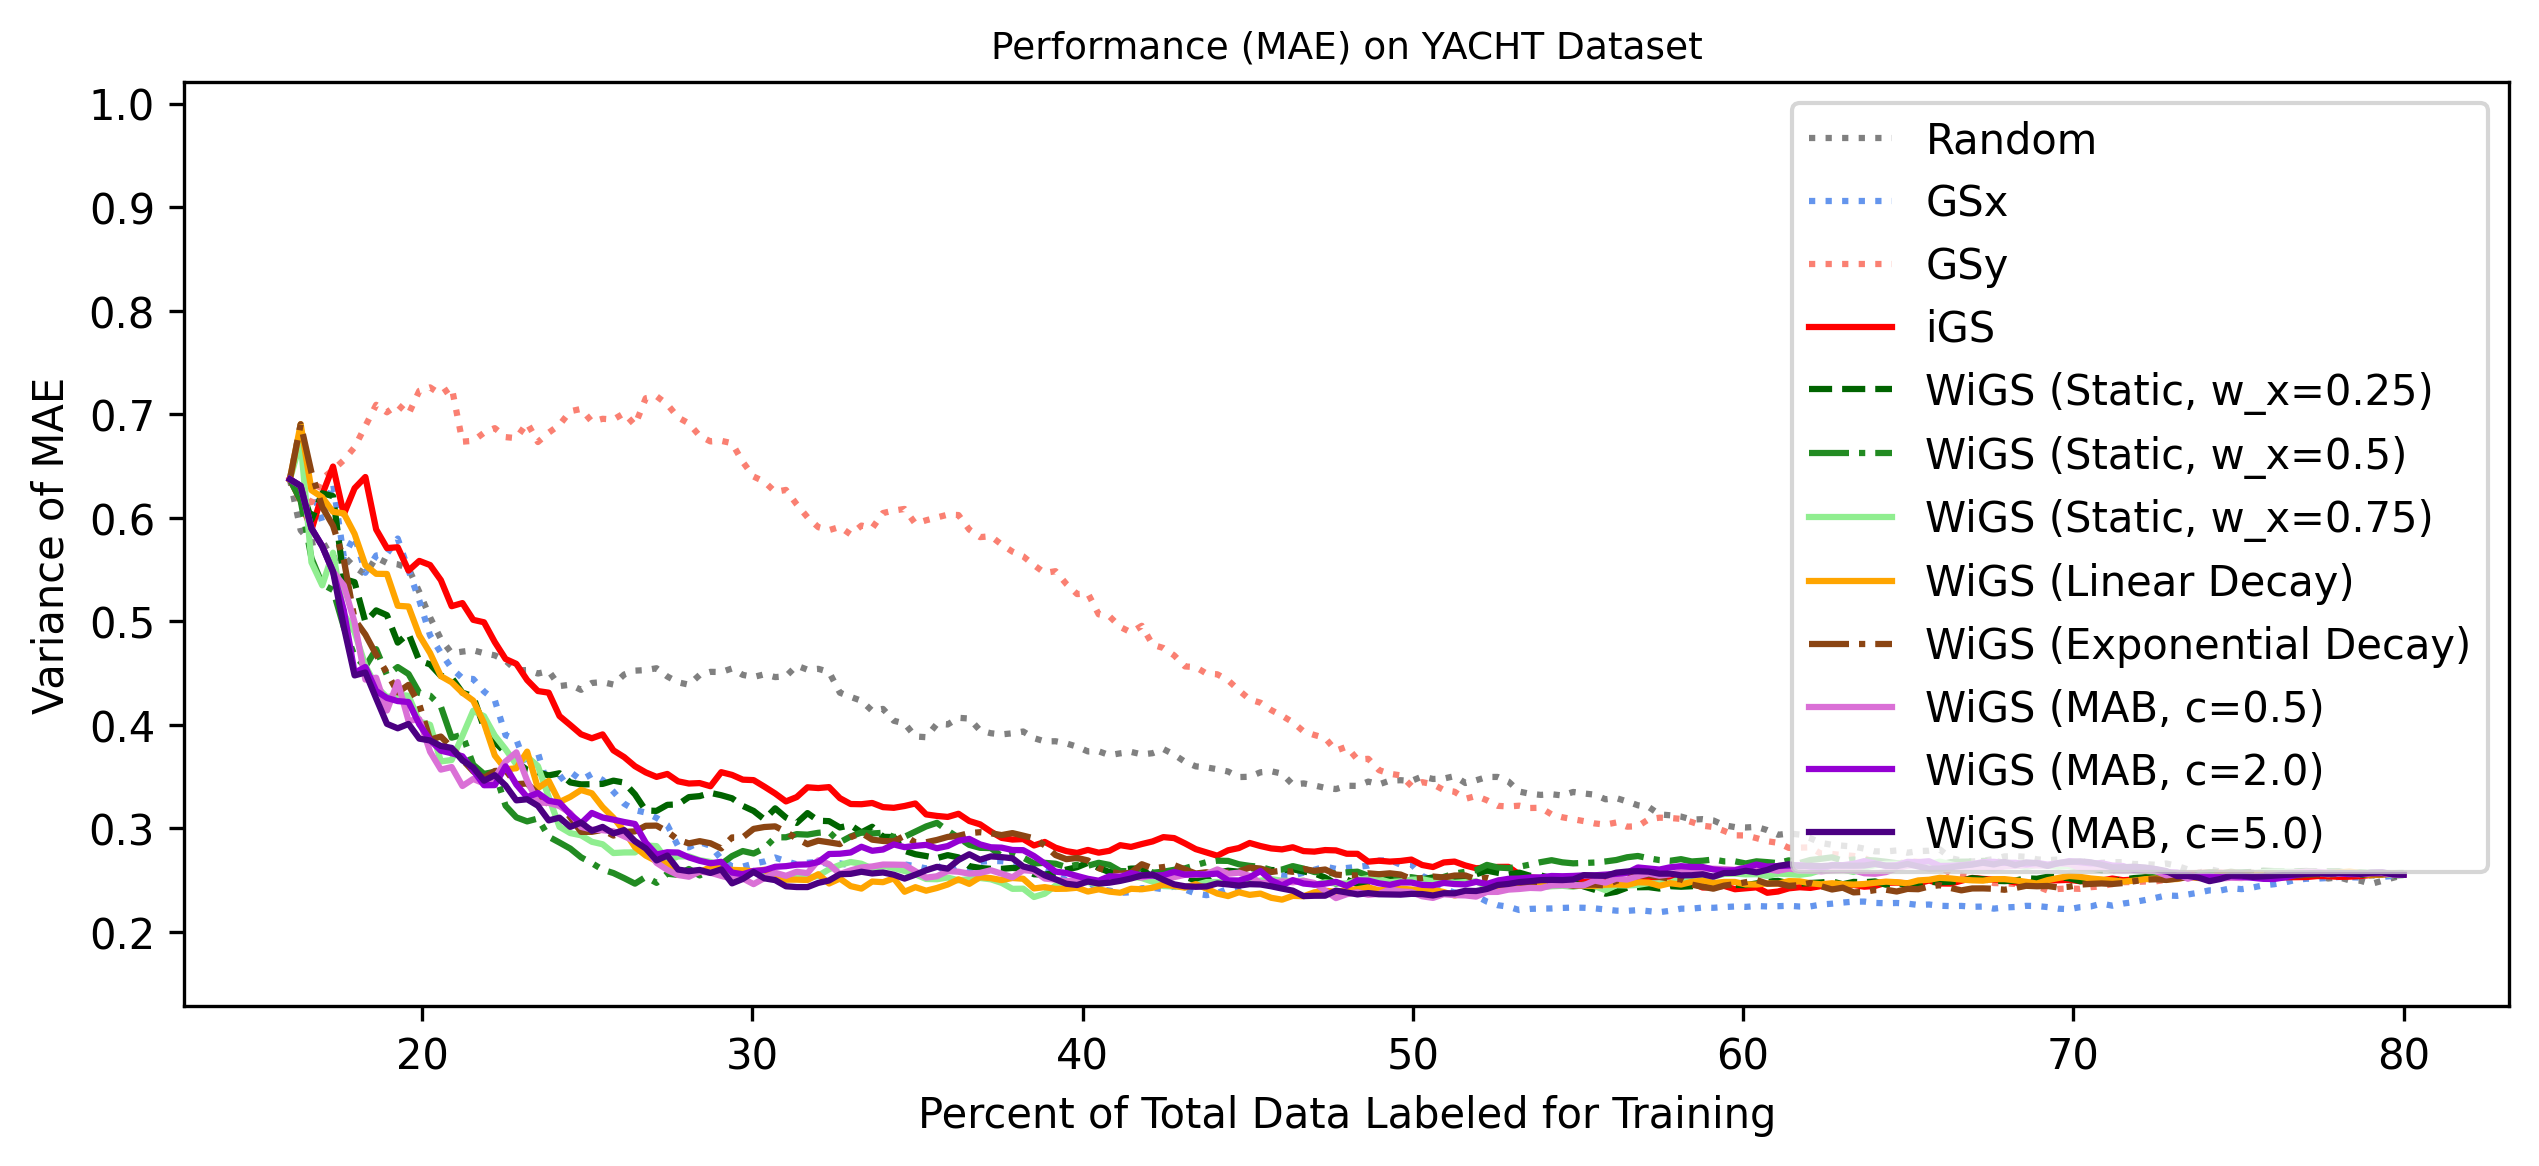 Performance (MAE) on YACHT Dataset
Variance of MAE
1.0
0.9
0.8
0.7
0.6
0.5
0.4
0.3
0.2
20 30 40 50 60 70 80
Percent of Total Data Labeled for Training
Random
GSx
GSy
iGS
WiGS (Static, w_x=0.25)
WiGS (Static, w_x=0.5)
WiGS (Static, w_x=0.75)
WiGS (Linear Decay)
WiGS (Exponential Decay)
WiGS (MAB, c=0.5)
WiGS (MAB, c=2.0)
WiGS (MAB, c=5.0)